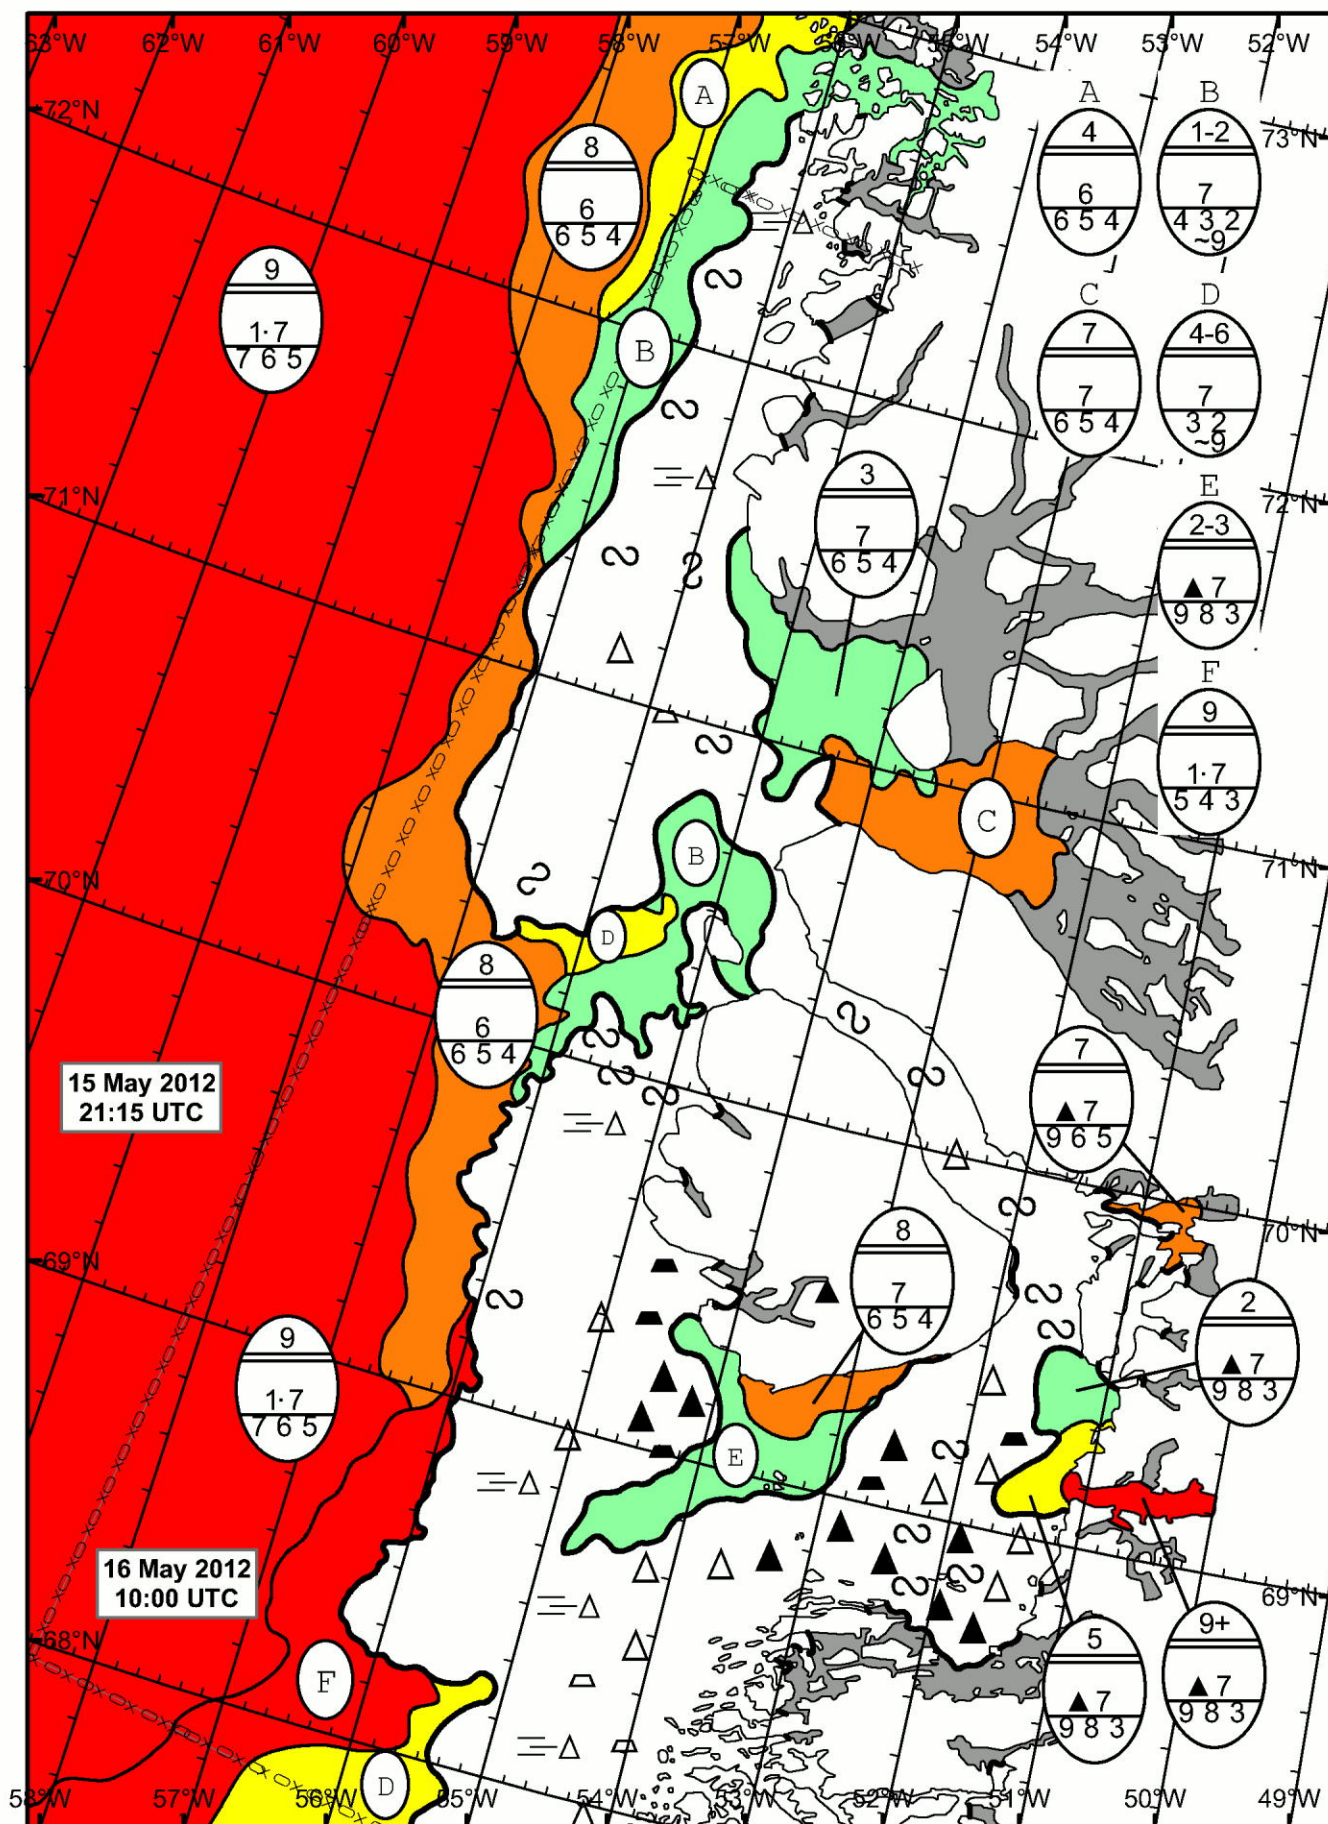 63°W 62°W 61°W 60°W 59°W 58°W 57°W 56°W 55°W 54°W 53°W 52°W
72°N
73°N
A
8
6
6 5 4
A
4
6
6 5 4
B
1-2
7
4 3 2
~9
9
1·7
7 6 5
B
C
7
7
6 5 4
D
4-6
7
3 2
~9
71°N
72°N
3
7
6 5 4
E
2-3
▲ 7
9 8 3
F
9
1·7
5 4 3
C
B
70°N
71°N
D
8
6
6 5 4
15 May 2012
21:15 UTC
7
▲ 7
9 6 5
69°N
70°N
8
7
6 5 4
2
▲ 7
9 8 3
9
1·7
7 6 5
E
16 May 2012
10:00 UTC
68°N
69°N
F
5
▲ 7
9 8 3
9+
▲ 7
9 8 3
D
58°W 57°W 56°W 55°W 54°W 53°W 52°W 51°W 50°W 49°W